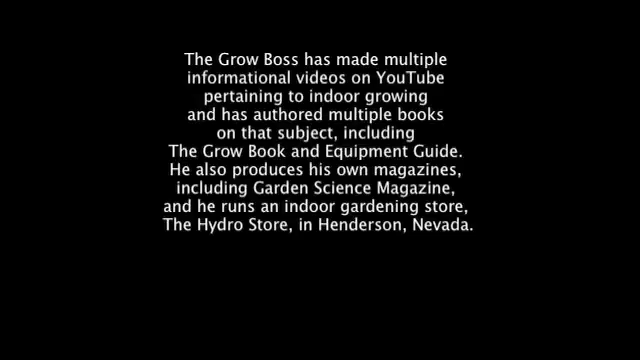 The Grow Boss has made multiple
informational videos on YouTube
pertaining to indoor growing
and has authored multiple books
on that subject, including
The Grow Book and Equipment Guide.
He also produces his own magazines,
including Garden Science Magazine,
and he runs an indoor gardening store,
The Hydro Store, in Henderson, Nevada.